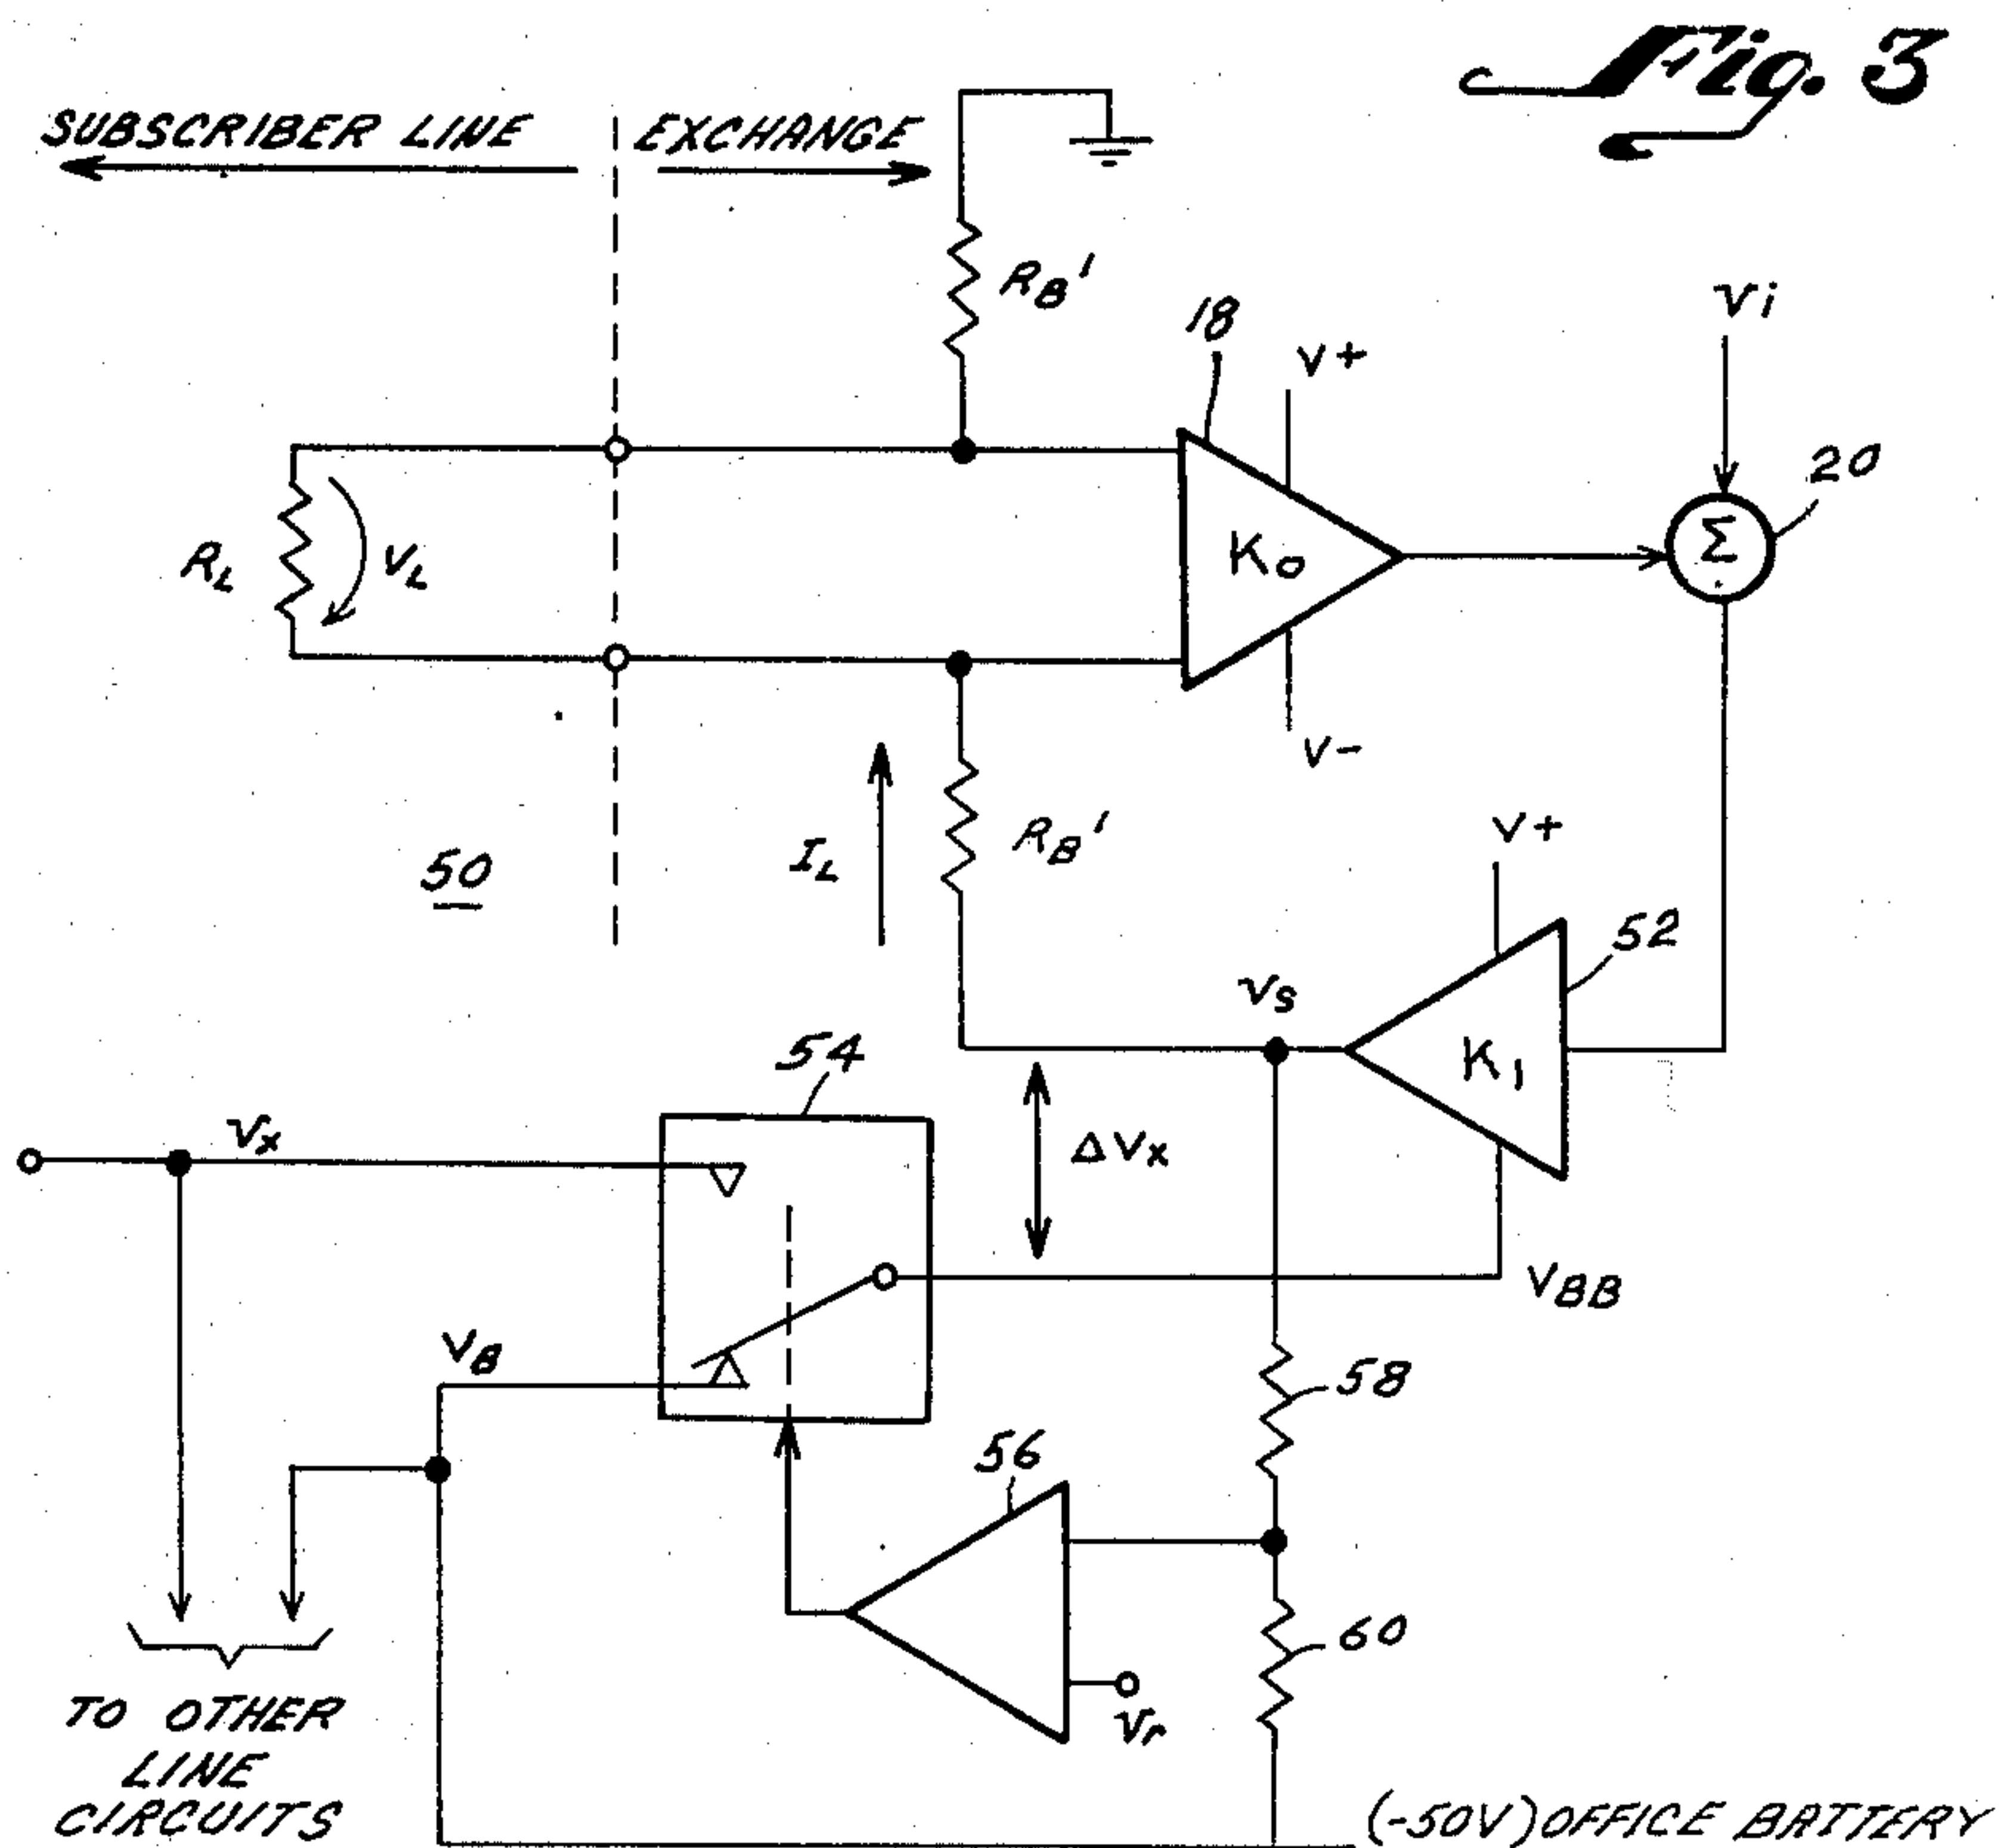 Fig. 3
SUBSCRIBER LINE
EXCHANGE
RB'
18
V+
vi
20
Σ
K0
RL
VL
V-
RB'
IL
50
V+
52
vs
K1
54
vx
ΔVx
VBB
VB
58
56
60
vr
TO OTHER
LINE
CIRCUITS
(-50V) OFFICE BATTERY